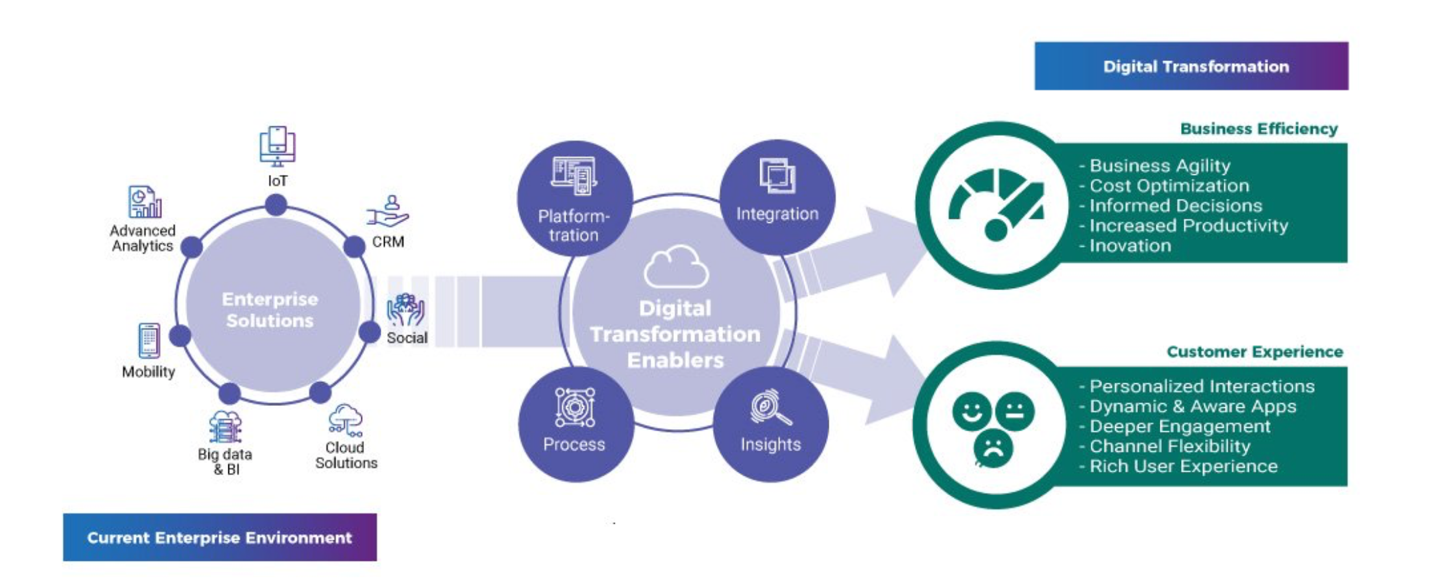 Digital Transformation
Business Efficiency
- Business Agility
- Cost Optimization
- Informed Decisions
- Increased Productivity
- Inovation
IoT
Advanced
Analytics
CRM
Enterprise
Solutions
Social
Mobility
Big data
& BI
Cloud
Solutions
Platform-
tration
Integration
Digital
Transformation
Enablers
Process
Insights
Customer Experience
- Personalized Interactions
- Dynamic & Aware Apps
- Deeper Engagement
- Channel Flexibility
- Rich User Experience
Current Enterprise Environment